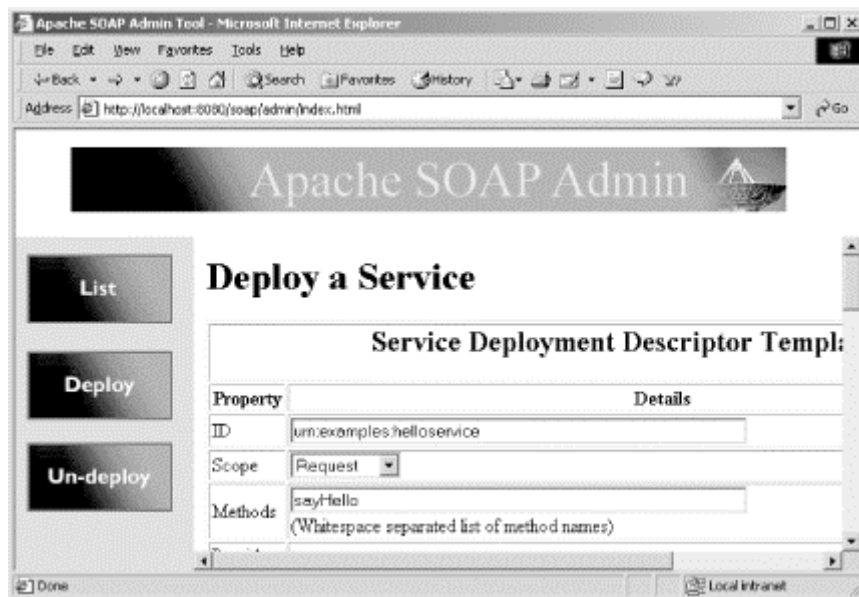 Apache SOAP Admin Tool - Microsoft Internet Explorer
File Edit View Favorites Tools Help
Back Search Favorites History
Address http://localhost:8080/soap/admin/index.html Go
Apache SOAP Admin
List
Deploy
Un-deploy
Deploy a Service
Service Deployment Descriptor Templa
Property Details
ID urn:examples:helloservice
Scope Request
Methods sayHello
(Whitespace separated list of method names)
Done Local intranet